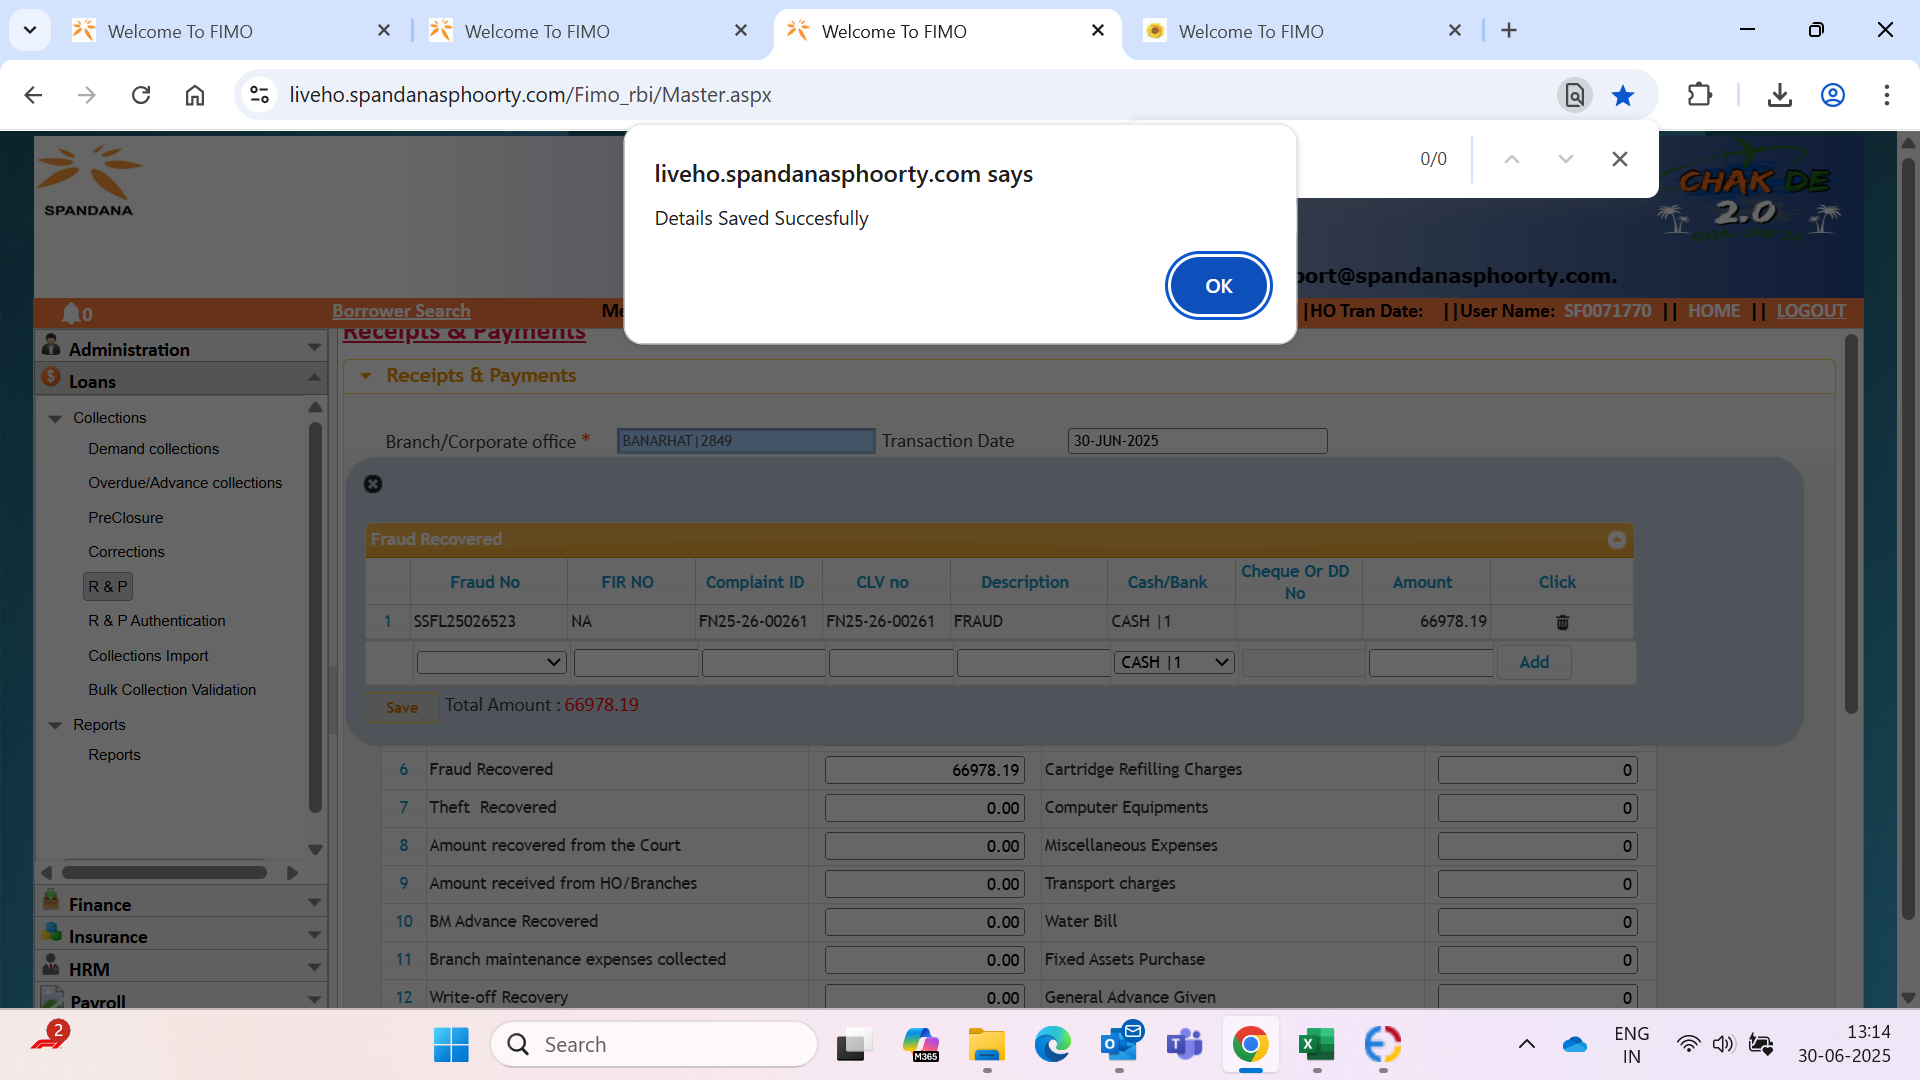 Welcome To FIMO
Welcome To FIMO
Welcome To FIMO
Welcome To FIMO
liveho.spandanasphoorty.com/Fimo_rbi/Master.aspx
0/0
liveho.spandanasphoorty.com says
Details Saved Succesfully
OK
SPANDANA
CHAK DE
2.0
port@spandanasphoorty.com.
0
Borrower Search
||HO Tran Date: ||User Name: SF0071770 || HOME || LOGOUT
Administration
Loans
Collections
Demand collections
Overdue/Advance collections
PreClosure
Corrections
R & P
R & P Authentication
Collections Import
Bulk Collection Validation
Reports
Reports
Finance
Insurance
HRM
Payroll
Receipts & Payments
Receipts & Payments
Branch/Corporate office * BANARHAT|2849 Transaction Date 30-JUN-2025
Fraud Recovered
Fraud No FIR NO Complaint ID CLV no Description Cash/Bank Cheque Or DD No Amount Click
1 SSFL25026523 NA FN25-26-00261 FN25-26-00261 FRAUD CASH |1 66978.19
CASH |1 Add
Save Total Amount : 66978.19
6 Fraud Recovered 66978.19 Cartridge Refilling Charges 0
7 Theft Recovered 0.00 Computer Equipments 0
8 Amount recovered from the Court 0.00 Miscellaneous Expenses 0
9 Amount received from HO/Branches 0.00 Transport charges 0
10 BM Advance Recovered 0.00 Water Bill 0
11 Branch maintenance expenses collected 0.00 Fixed Assets Purchase 0
12 Write-off Recovery 0.00 General Advance Given 0
2
Search
M365
ENG
IN
13:14
30-06-2025